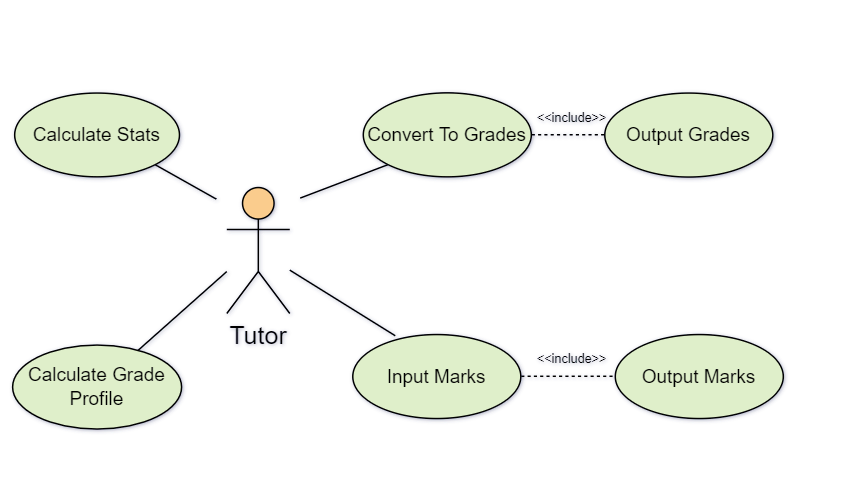 Calculate Stats
Convert To Grades
<<include>>
Output Grades
Tutor
Calculate Grade
Profile
Input Marks
<<include>>
Output Marks